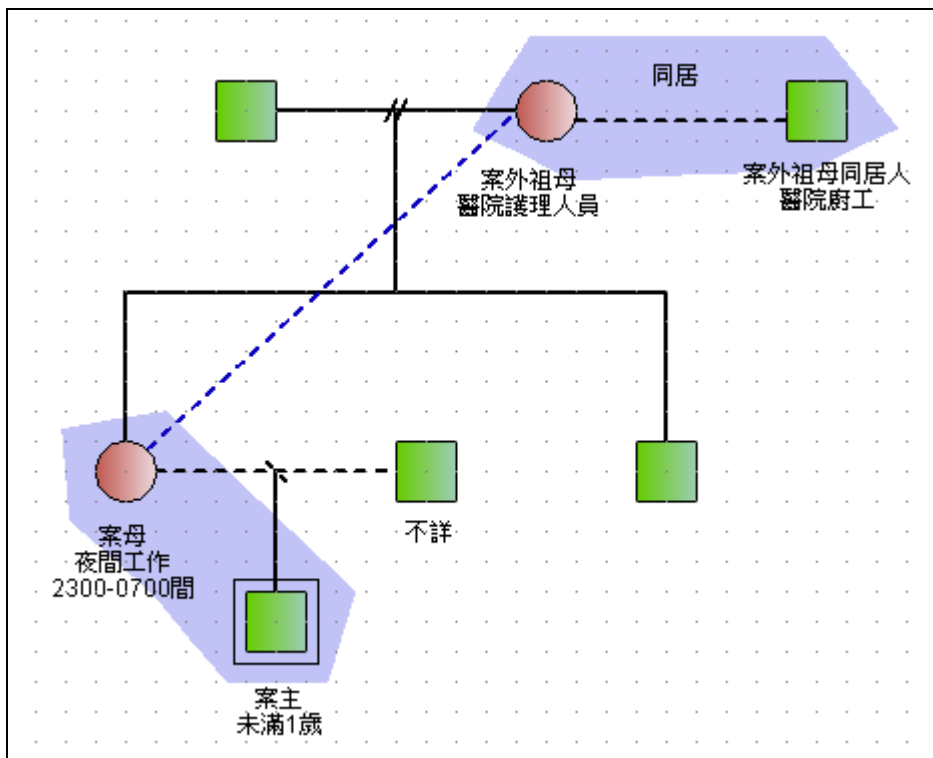 同居
案外祖母
醫院護理人員
案外祖母同居人
醫院廚工
案母
夜間工作
2300-0700間
不詳
案主
未滿1歲